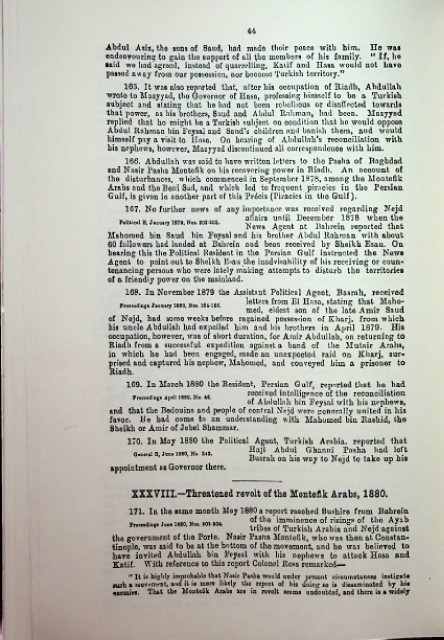 44
Abdul Aziz, the sons of Saud, had made their peace with him. He was
endeavouring to gain the support of all the members of his family. "If, he
said we had agreed, instead of quarrelling, Katif and Hasa would not have
passed away from our possession, nor become Turkish territory."
165. It was also reported that, after his occupation of Riadh, Abdullah
wrote to Mazyyad, the Governor of Hasa, professing himself to be a Turkish
subject and stating that he had not been rebellious or disaffected towards
that power, as his brothers, Saud and Abdul Rahman, had been. Mazyyad
replied that he might be a Turkish subject on condition that he would oppose
Abdul Rahman bin Feysal and Saud's children and banish them, and would
himself pay a visit to Hasa. On hearing of Abdullah's reconciliation with
his nephews, however, Mazyad discontinued all correspondence with him.
166. Abdullah was said to have written letters to the Pasha of Baghdad
and Nasir Pasha Montefik on his recovering power in Riadh. An account of
the disturbances, which commenced in September 1878, among the Montefik
Arabs and the Beni Sad, and which led to frequent piracies in the Persian
Gulf, is given in another part of this Précis (Piracies in the Gulf).
167. No further news of any importance was received regarding Nejd
Political B, January 1879, Nos.
affairs until December 1878 when the
News Agent at Bahrein reported that
Mahomed bin Saud bin Feysal and his brother Abdul Rahman with about
60 followers had landed at Bahrein and been received by Sheikh Esau. On
hearing this the Political Resident in the Persian Gulf instructed the News
Agent to point out to Sheikh Esau the inadvisability of his receiving or coun-
tenancing persons who were lately making attempts to disturb the territories
of a friendly power on the mainland.
168. In November 1879 the Assistant Political Agent, Basrah, received
Proceedings January 1880, Nos.
letters from El Hasa, stating that Maho-
med, eldest son of the late Amir Saud
of Nejd, had some weeks before regained possession of Kharj, from which
his uncle Abdullah had expelled him and his brothers in April 1879. His
occupation, however, was of short duration, for Amir Abdullah, on returning to
Riadh from a successful expedition against a band of the Muteir Arabs,
in which he had been engaged, made an unexpected raid on Kharj, sur-
prised and captured his nephew, Mahomed, and conveyed him a prisoner to
Riadh.
169. In March 1880 the Resident, Persian Gulf, reported that he had
Proceedings April 1880, No.
received intelligence of the reconciliation
of Abdullah bin Feysal with his nephews,
and that the Bedouins and people of central Nejd were generally united in his
favor. He had come to an understanding with Mahomed bin Rashid, the
Sheikh or Amir of Jebel Shammar.
170. In May 1880 the Political Agent, Turkish Arabia, reported that
General B, June 1880, No.
Haji Abdul Ghanni Pasha had left
Busrah on his way to Nejd to take up his
appointment as Governor there.
XXXVIII.—Threatened revolt of the Montefik Arabs, 1880.
171. In the same month May 1880 a report reached Bushire from Bahrein
Proceedings June 1880, Nos.
of the imminence of risings of the Ayab
tribes of Turkish Arabia and Nejd against
the government of the Porte. Nasir Pasha Montefik, who was then at Constan-
tinople, was said to be at the bottom of the movement, and he was believed to
have invited Abdullah bin Feysal with his nephews to attack Hasa and
Katif. With reference to this report Colonel Ross remarked—
"It is highly improbable that Nasir Pasha would under present circumstances instigate
such a movement, and it is more likely the report of his doing so is disseminated by his
enemies. That the Montefik Arabs are in revolt seems undoubted, and there is a widely